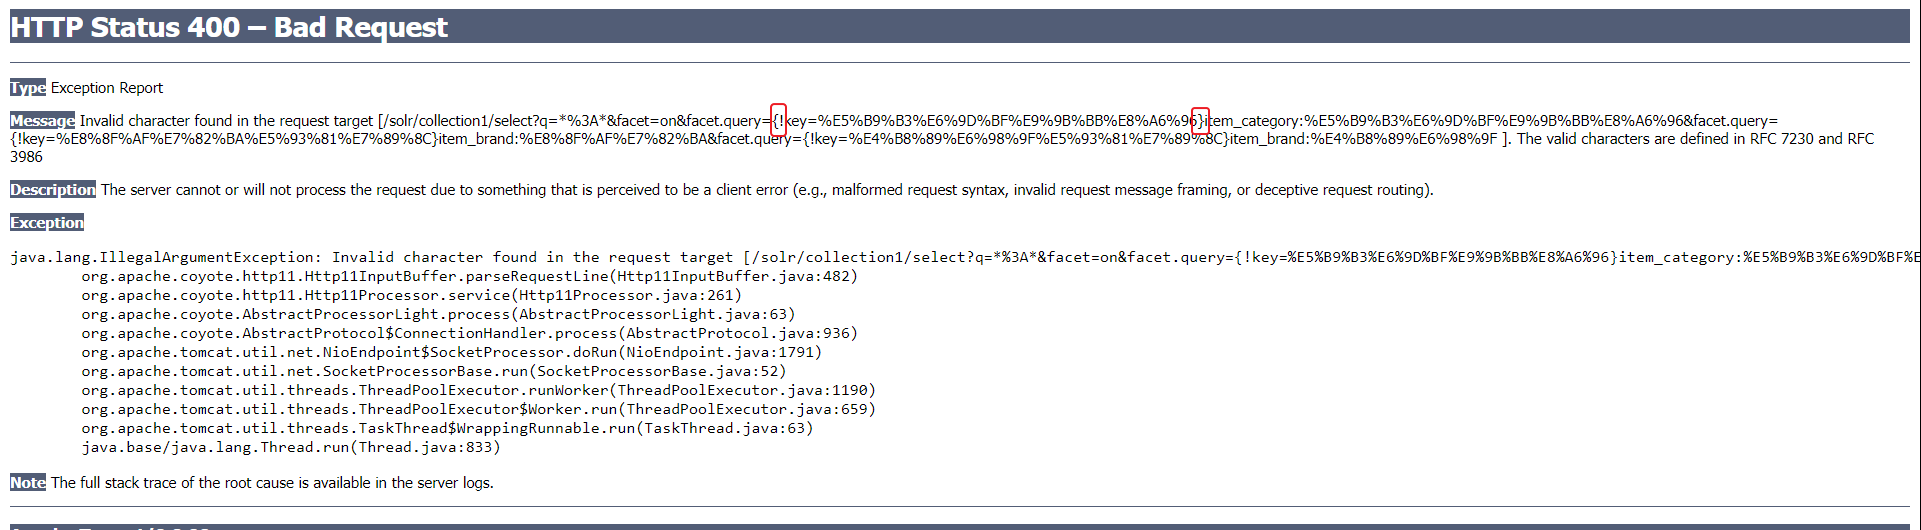 HTTP Status 400 – Bad Request
Type Exception Report
Message Invalid character found in the request target [/solr/collection1/select?q=*%3A*&facet=on&facet.query={!key=%E5%B9%B3%E6%9D%BF%E9%9B%BB%E8%A6%96}item_category:%E5%B9%B3%E6%9D%BF%E9%9B%BB%E8%A6%96&facet.query=
{!key=%E8%8F%AF%E7%82%BA%E5%93%81%E7%89%8C}item_brand:%E8%8F%AF%E7%82%BA&facet.query={!key=%E4%B8%89%E6%98%9F%E5%93%81%E7%89%8C}item_brand:%E4%B8%89%E6%98%9F ]. The valid characters are defined in RFC 7230 and RFC
3986
Description The server cannot or will not process the request due to something that is perceived to be a client error (e.g., malformed request syntax, invalid request message framing, or deceptive request routing).
Exception
java.lang.IllegalArgumentException: Invalid character found in the request target [/solr/collection1/select?q=*%3A*&facet=on&facet.query={!key=%E5%B9%B3%E6%9D%BF%E9%9B%BB%E8%A6%96}item_category:%E5%B9%B3%E6%9D%BF%E
org.apache.coyote.http11.Http11InputBuffer.parseRequestLine(Http11InputBuffer.java:482)
org.apache.coyote.http11.Http11Processor.service(Http11Processor.java:261)
org.apache.coyote.AbstractProcessorLight.process(AbstractProcessorLight.java:63)
org.apache.coyote.AbstractProtocol$ConnectionHandler.process(AbstractProtocol.java:936)
org.apache.tomcat.util.net.NioEndpoint$SocketProcessor.doRun(NioEndpoint.java:1791)
org.apache.tomcat.util.net.SocketProcessorBase.run(SocketProcessorBase.java:52)
org.apache.tomcat.util.threads.ThreadPoolExecutor.runWorker(ThreadPoolExecutor.java:1190)
org.apache.tomcat.util.threads.ThreadPoolExecutor$Worker.run(ThreadPoolExecutor.java:659)
org.apache.tomcat.util.threads.TaskThread$WrappingRunnable.run(TaskThread.java:63)
java.base/java.lang.Thread.run(Thread.java:833)
Note The full stack trace of the root cause is available in the server logs.